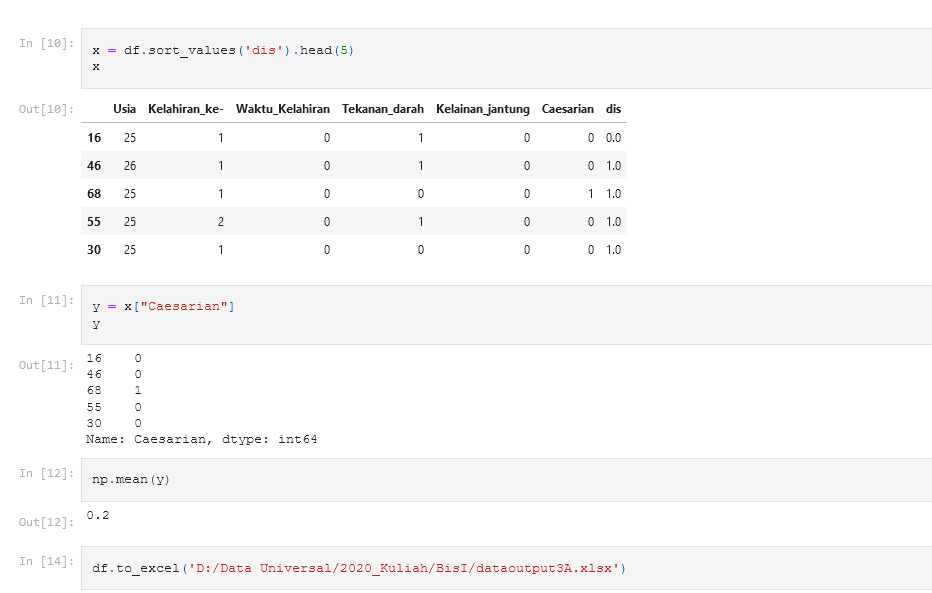 In [10]:
x = df.sort_values('dis').head(5)
x
Out[10]:
Usia Kelahiran_ke- Waktu_Kelahiran Tekanan_darah Kelainan_jantung Caesarian dis
16 25 1 0 1 0 0 0.0
46 26 1 0 1 0 0 1.0
68 25 1 0 0 0 1 1.0
55 25 2 0 1 0 0 1.0
30 25 1 0 0 0 0 1.0
In [11]:
y = x["Caesarian"]
y
Out[11]:
16 0
46 0
68 1
55 0
30 0
Name: Caesarian, dtype: int64
In [12]:
np.mean(y)
Out[12]:
0.2
In [14]:
df.to_excel('D:/Data Universal/2020_Kuliah/BisI/dataoutput3A.xlsx')